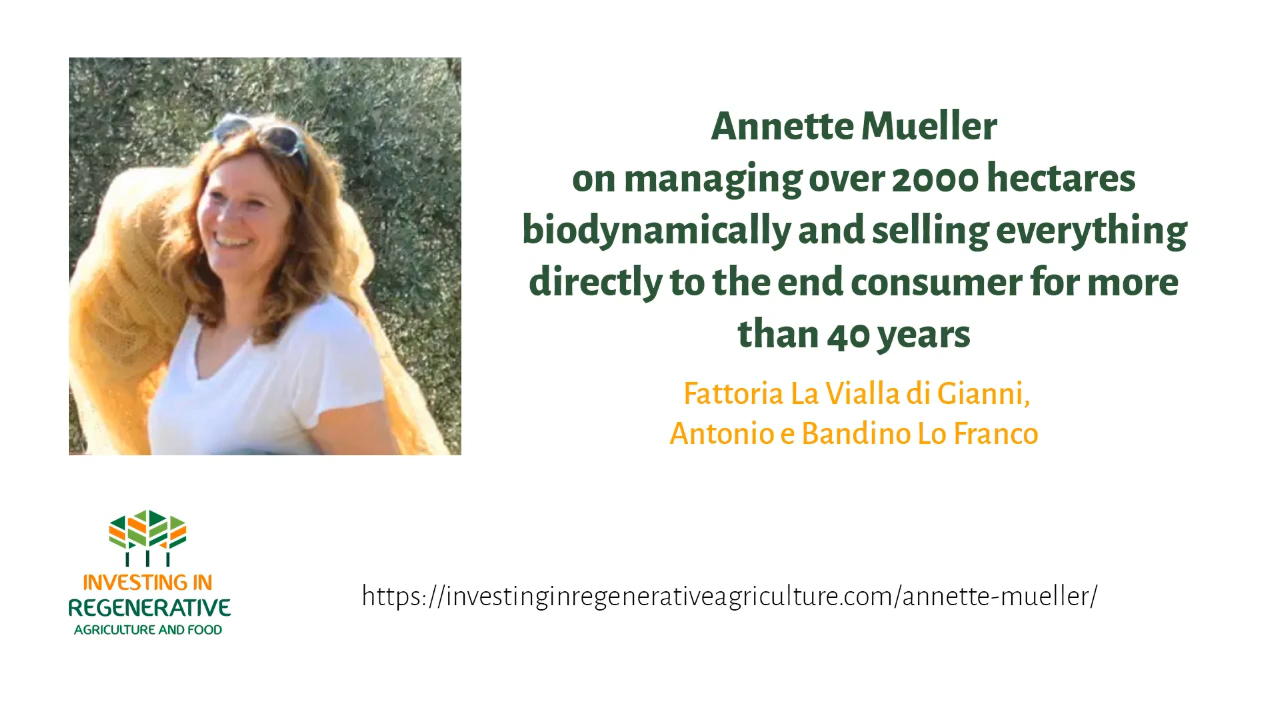 Annette Mueller
on managing over 2000 hectares
biodynamically and selling everything
directly to the end consumer for more
than 40 years
Fattoria La Vialla di Gianni,
Antonio e Bandino Lo Franco
INVESTING IN
REGENERATIVE
AGRICULTURE AND FOOD
https://investinginregenerativeagriculture.com/annette-mueller/